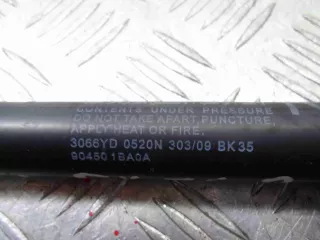 CONTENTS UNDER PRESSURE
DO NOT TAKE APART, PUNCTURE
APPLY HEAT OR FIRE.
3066YD 0520N 303/09 BK35
90450 1BA0A